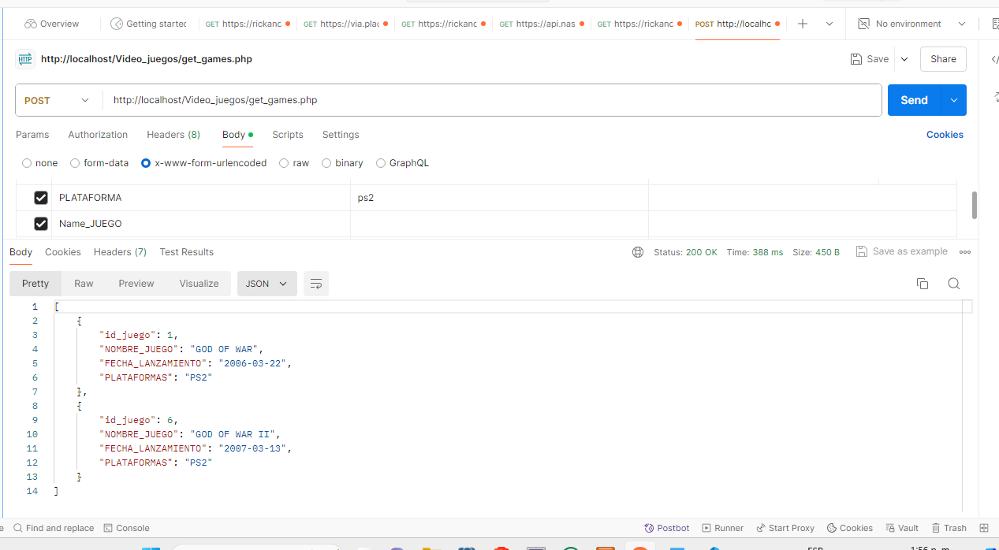 Overview Getting started GET https://rickanc GET https://via.plac GET https://rickanc GET https://api.nas GET https://rickanc POST http://localhc No environment
HTTP http://localhost/Video_juegos/get_games.php Save Share
POST http://localhost/Video_juegos/get_games.php Send
Params Authorization Headers (8) Body Scripts Settings Cookies
none form-data x-www-form-urlencoded raw binary GraphQL
PLATAFORMA ps2
Name_JUEGO
Body Cookies Headers (7) Test Results Status: 200 OK Time: 388 ms Size: 450 B Save as example
Pretty Raw Preview Visualize JSON
1 [
2 {
3 "id_juego": 1,
4 "NOMBRE_JUEGO": "GOD OF WAR",
5 "FECHA_LANZAMIENTO": "2006-03-22",
6 "PLATAFORMAS": "PS2"
7 },
8 {
9 "id_juego": 6,
10 "NOMBRE_JUEGO": "GOD OF WAR II",
11 "FECHA_LANZAMIENTO": "2007-03-13",
12 "PLATAFORMAS": "PS2"
13 }
14 ]
Find and replace Console Postbot Runner Start Proxy Cookies Vault Trash